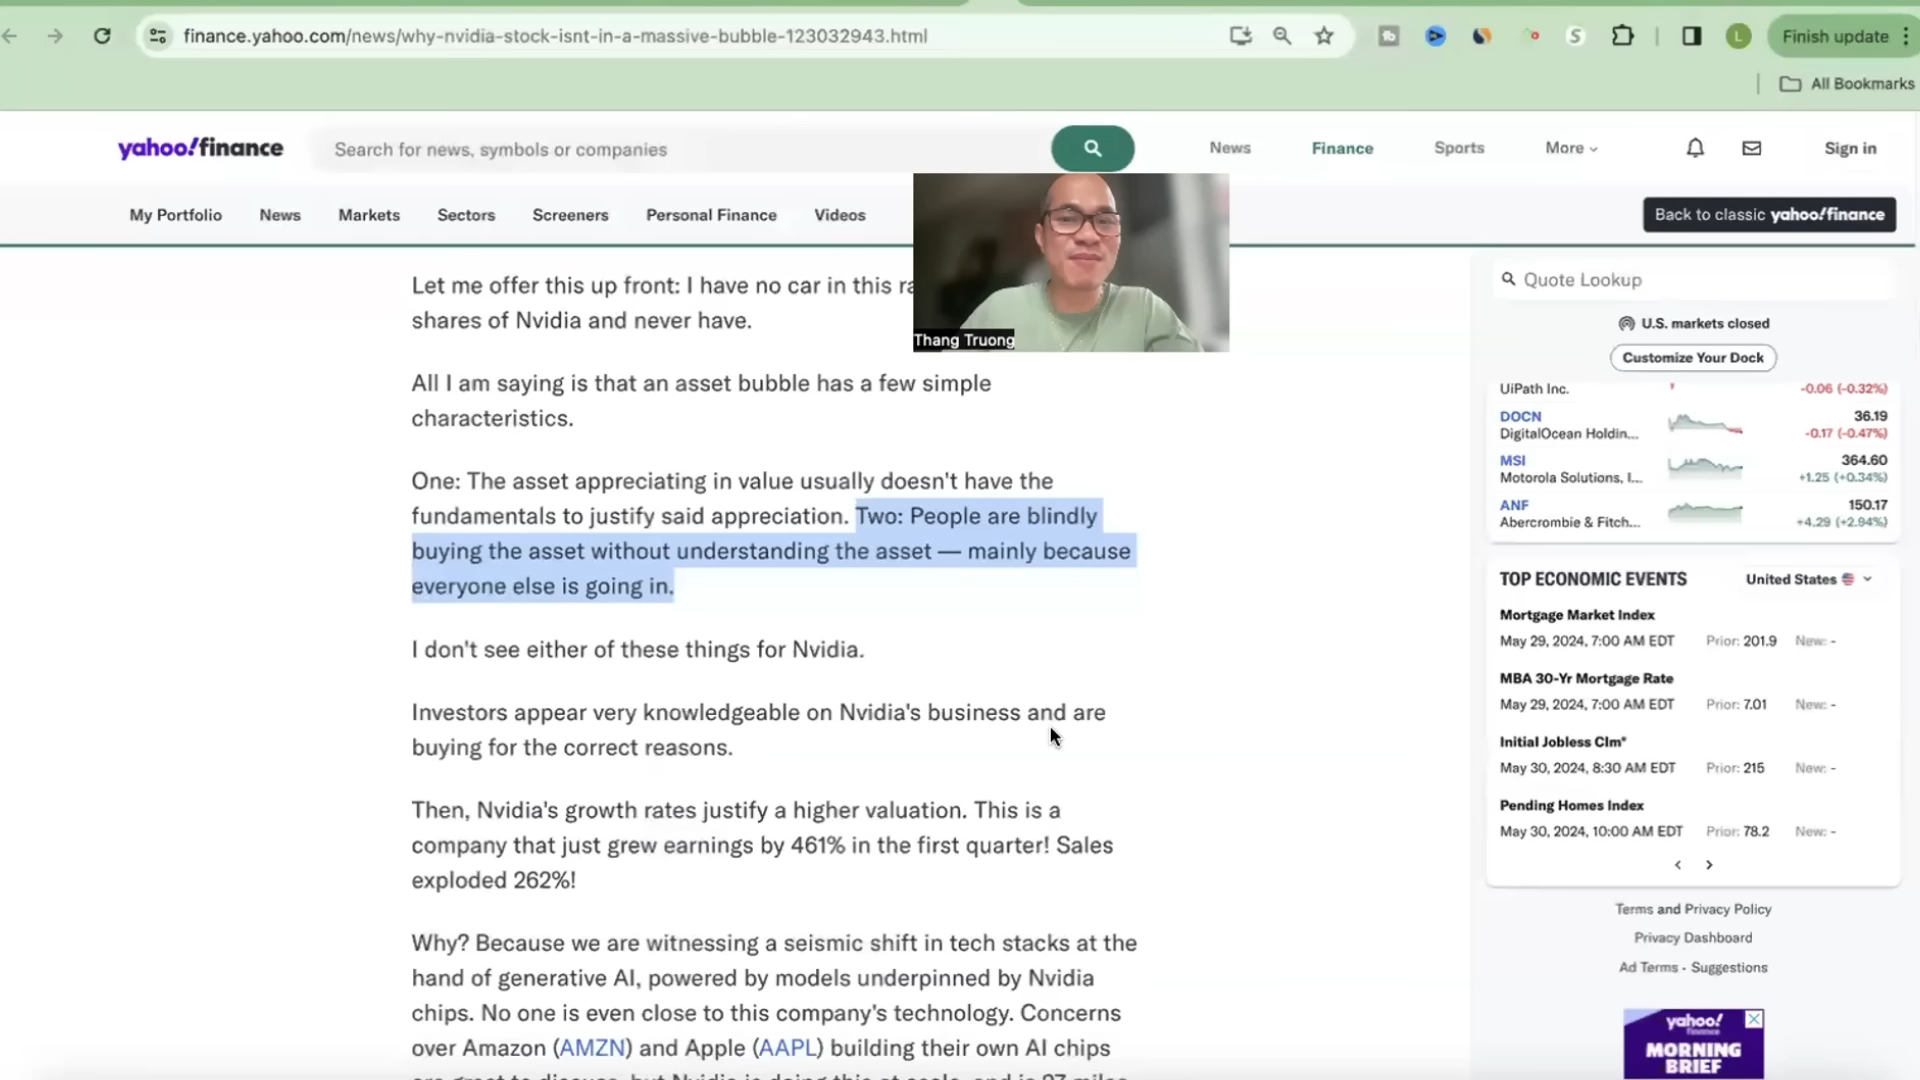 finance.yahoo.com/news/why-nvidia-stock-isnt-in-a-massive-bubble-123032943.html
L
Finish update
All Bookmarks
yahoo!finance
Search for news, symbols or companies
News
Finance
Sports
More
Sign in
My Portfolio
News
Markets
Sectors
Screeners
Personal Finance
Videos
Back to classic yahoo!finance
Let me offer this up front: I have no car in this
shares of Nvidia and never have.
Thang Truong
All I am saying is that an asset bubble has a few simple
characteristics.
One: The asset appreciating in value usually doesn't have the
fundamentals to justify said appreciation. Two: People are blindly
buying the asset without understanding the asset — mainly because
everyone else is going in.
I don't see either of these things for Nvidia.
Investors appear very knowledgeable on Nvidia's business and are
buying for the correct reasons.
Then, Nvidia's growth rates justify a higher valuation. This is a
company that just grew earnings by 461% in the first quarter! Sales
exploded 262%!
Why? Because we are witnessing a seismic shift in tech stacks at the
hand of generative AI, powered by models underpinned by Nvidia
chips. No one is even close to this company's technology. Concerns
over Amazon (AMZN) and Apple (AAPL) building their own AI chips
Quote Lookup
U.S. markets closed
Customize Your Dock
UiPath Inc. -0.06 (-0.32%)
DOCN 36.19
DigitalOcean Holdin... -0.17 (-0.47%)
MSI 364.60
Motorola Solutions, I... +1.25 (+0.34%)
ANF 150.17
Abercrombie & Fitch... +4.29 (+2.94%)
TOP ECONOMIC EVENTS United States
Mortgage Market Index
May 29, 2024, 7:00 AM EDT Prior: 201.9 New: -
MBA 30-Yr Mortgage Rate
May 29, 2024, 7:00 AM EDT Prior: 7.01 New: -
Initial Jobless Clm*
May 30, 2024, 8:30 AM EDT Prior: 215 New: -
Pending Homes Index
May 30, 2024, 10:00 AM EDT Prior: 78.2 New: -
Terms and Privacy Policy
Privacy Dashboard
Ad Terms - Suggestions
yahoo!
finance
MORNING
BRIEF